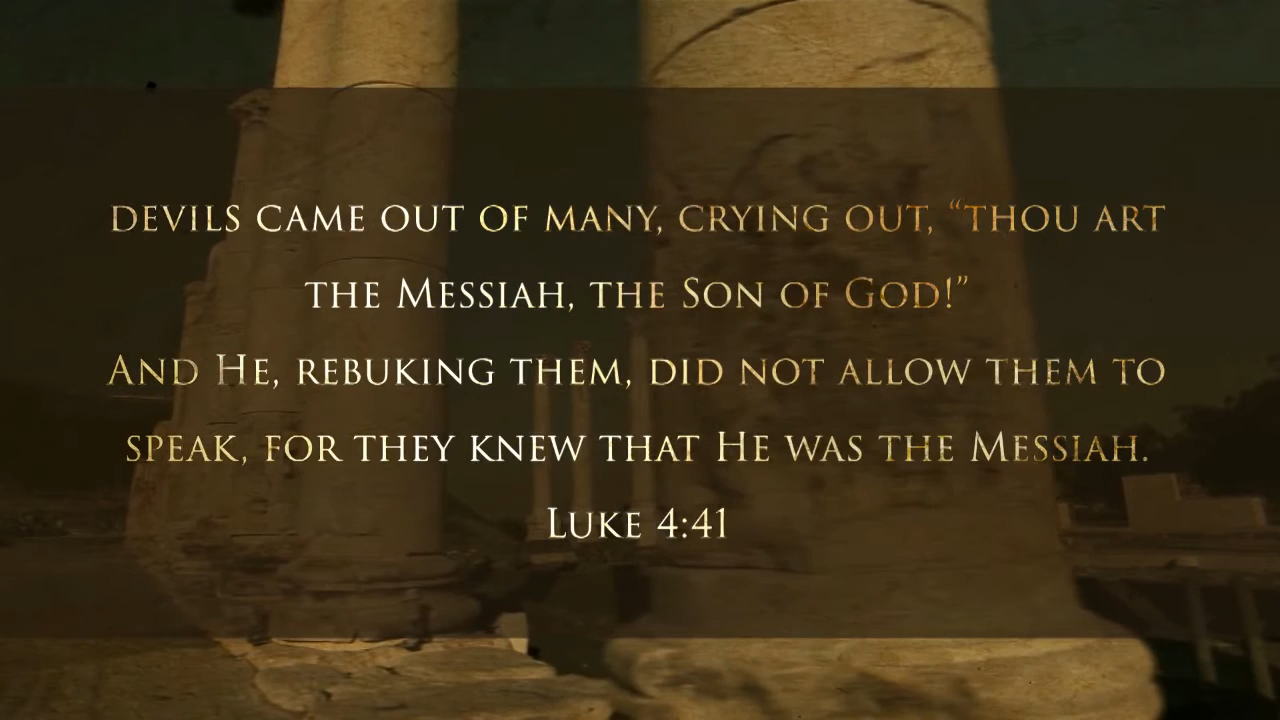 DEVILS CAME OUT OF MANY, CRYING OUT, “THOU ART
THE MESSIAH, THE SON OF GOD!”
AND HE, REBUKING THEM, DID NOT ALLOW THEM TO
SPEAK, FOR THEY KNEW THAT HE WAS THE MESSIAH.
LUKE 4:41